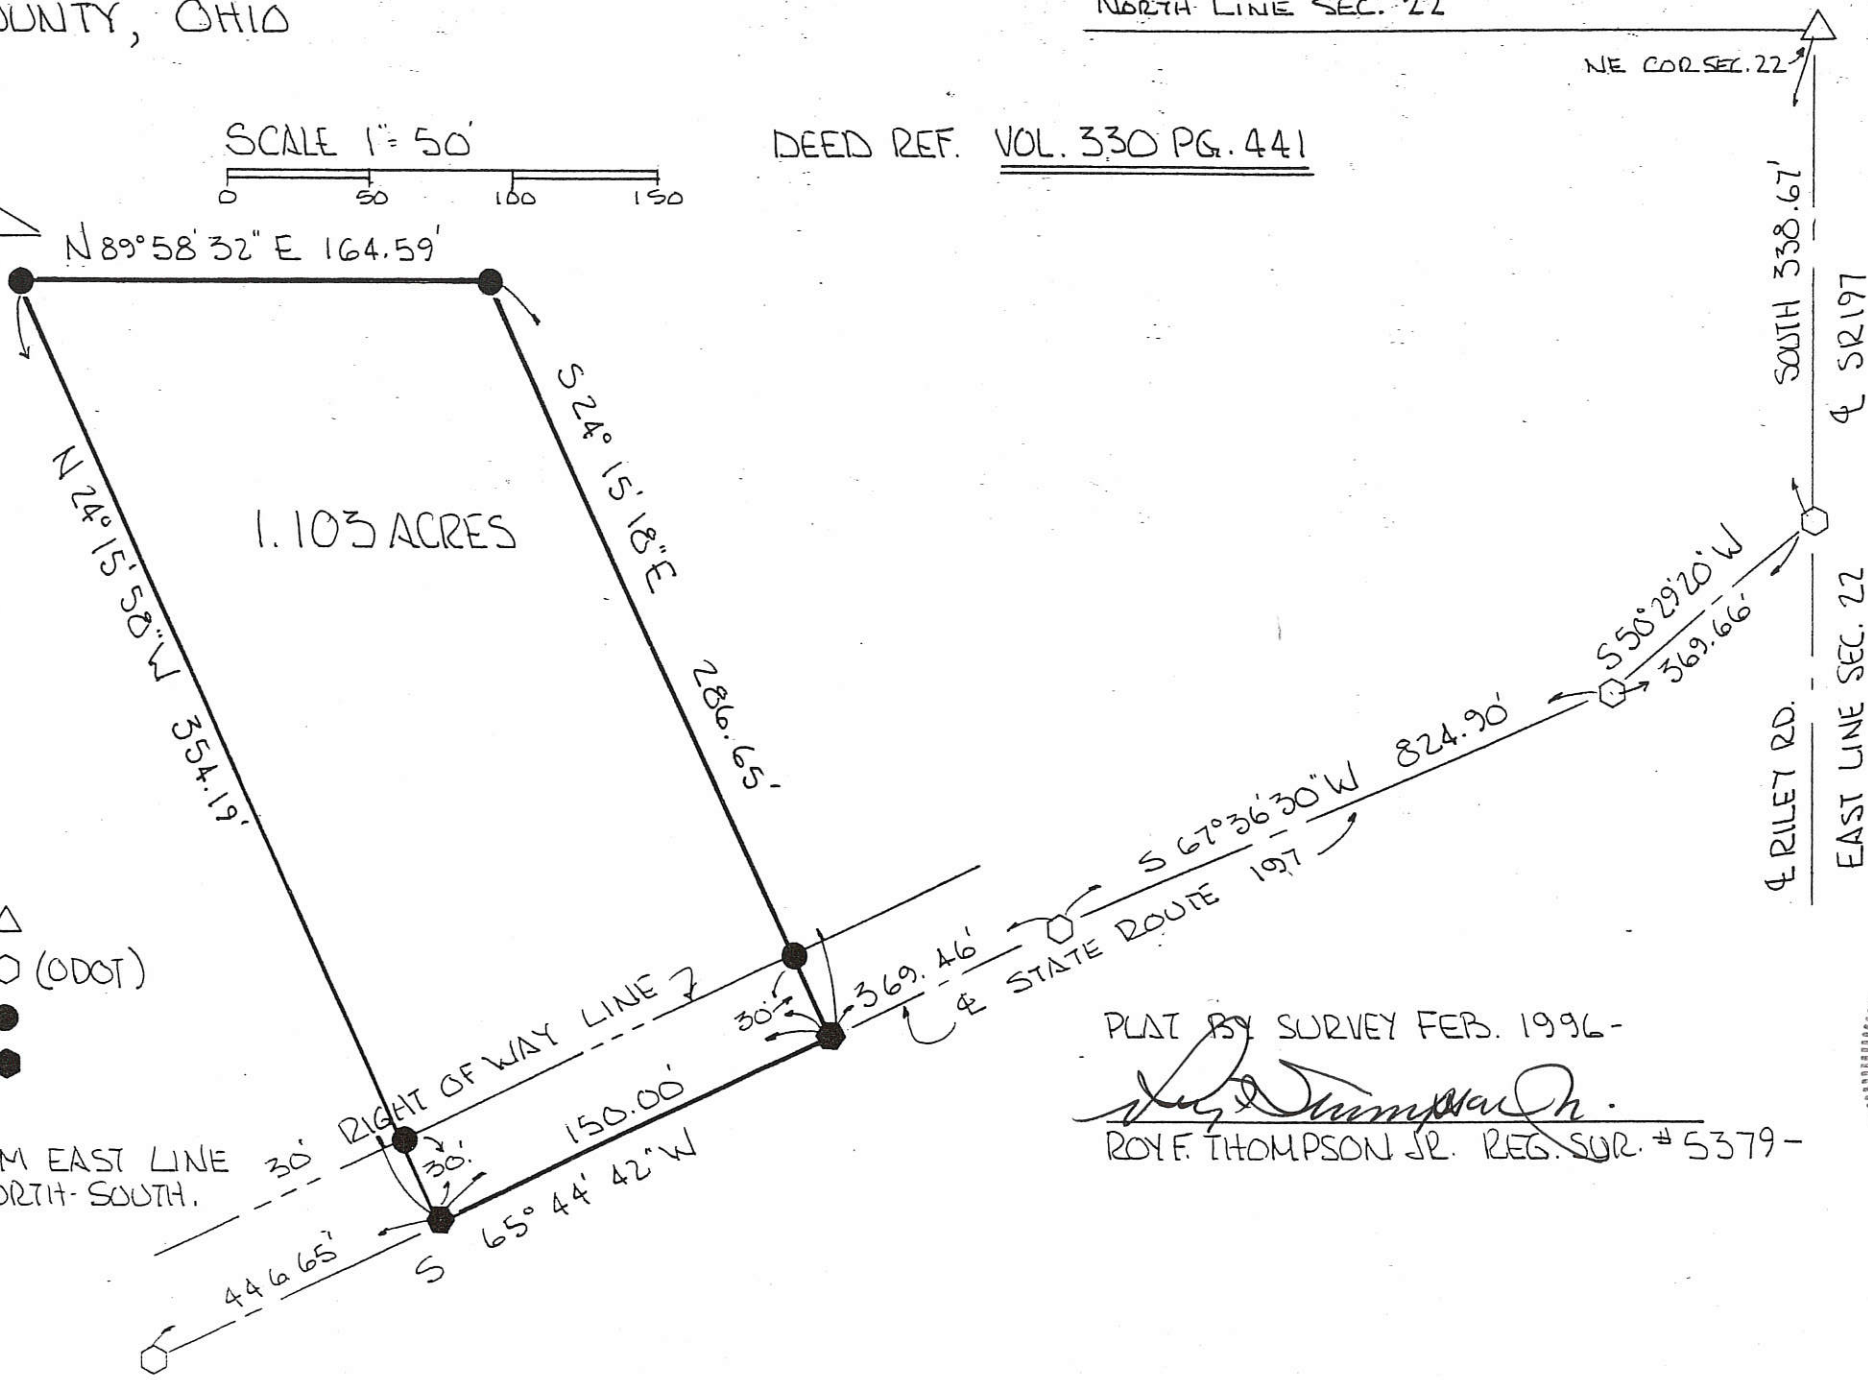 OUNTY, OHIO
NORTH LINE SEC. 22
NE COR SEC. 22
SCALE 1"= 50'
0 50 100 150
DEED REF. VOL. 330 PG. 441
N 89° 58' 32" E 164.59'
SOUTH 338.67'
℄ SR197
S 24° 15' 18" E
286.65'
N 24° 15' 58" W 354.19'
1.103 ACRES
S 50° 29' 20" W
369.66'
℄ RILEY RD.
EAST LINE SEC. 22
S 67° 36' 30" W 824.90'
℄ STATE ROUTE 197
369.46'
(ODOT)
30' RIGHT OF WAY LINE
30'
30'
150.00'
S 65° 44' 42" W
446.65'
M EAST LINE
ORTH-SOUTH.
PLAT BY SURVEY FEB. 1996-
ROY F. THOMPSON JR. REG. SUR. # 5379-